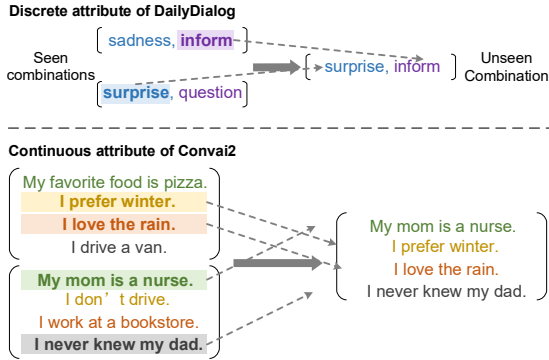 Discrete attribute of DailyDialog
Seen
combinations
sadness, inform
surprise, question
surprise, inform
Unseen
Combination
Continuous attribute of Convai2
My favorite food is pizza.
I prefer winter.
I love the rain.
I drive a van.
My mom is a nurse.
I don’t drive.
I work at a bookstore.
I never knew my dad.
My mom is a nurse.
I prefer winter.
I love the rain.
I never knew my dad.